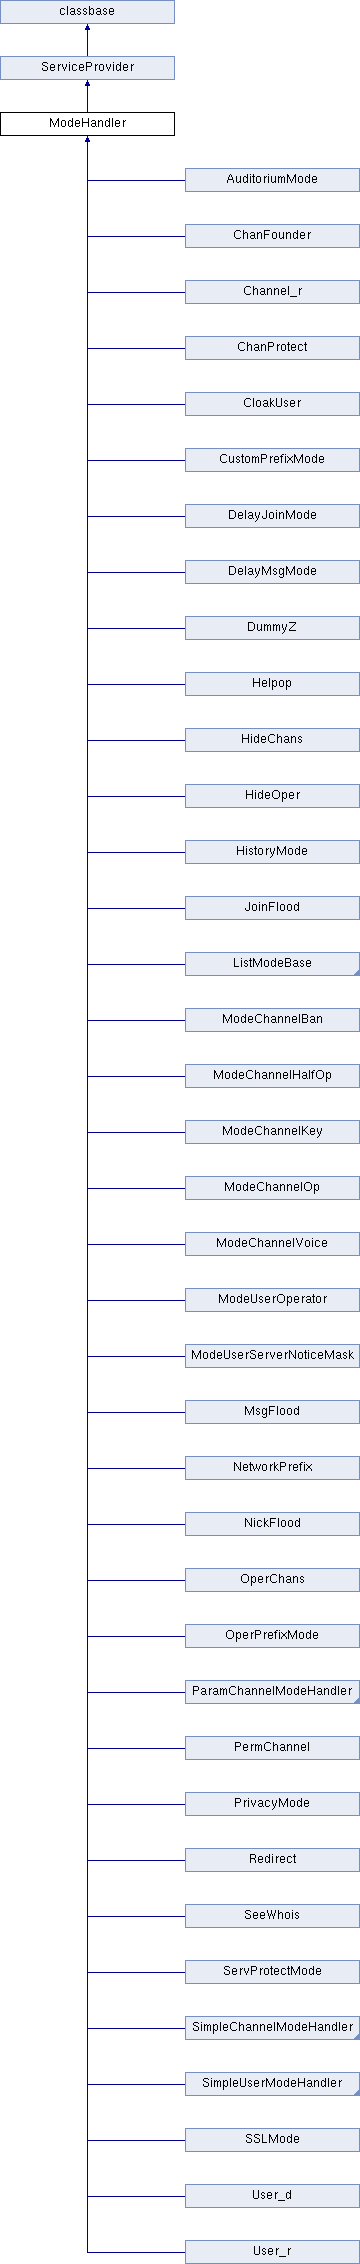 classbase
ServiceProvider
ModeHandler
AuditoriumMode
ChanFounder
Channel_r
ChanProtect
CloakUser
CustomPrefixMode
DelayJoinMode
DelayMsgMode
DummyZ
Helpop
HideChans
HideOper
HistoryMode
JoinFlood
ListModeBase
ModeChannelBan
ModeChannelHalfOp
ModeChannelKey
ModeChannelOp
ModeChannelVoice
ModeUserOperator
ModeUserServerNoticeMask
MsgFlood
NetworkPrefix
NickFlood
OperChans
OperPrefixMode
ParamChannelModeHandler
PermChannel
PrivacyMode
Redirect
SeeWhois
ServProtectMode
SimpleChannelModeHandler
SimpleUserModeHandler
SSLMode
User_d
User_r